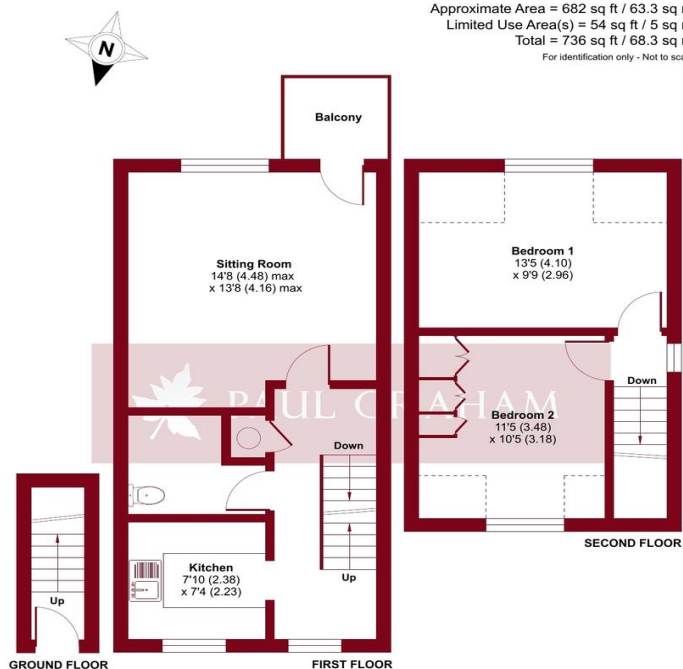 Approximate Area = 682 sq ft / 63.3 sq m
Limited Use Area(s) = 54 sq ft / 5 sq m
Total = 736 sq ft / 68.3 sq m
For identification only - Not to sca
N
Balcony
Sitting Room
14'8 (4.48) max
x 13'8 (4.16) max
Bedroom 1
13'5 (4.10)
x 9'9 (2.96)
PAUL GRAHAM
Down
Bedroom 2
11'5 (3.48)
x 10'5 (3.18)
Down
Up
Kitchen
7'10 (2.38)
x 7'4 (2.23)
Up
SECOND FLOOR
GROUND FLOOR
FIRST FLOOR